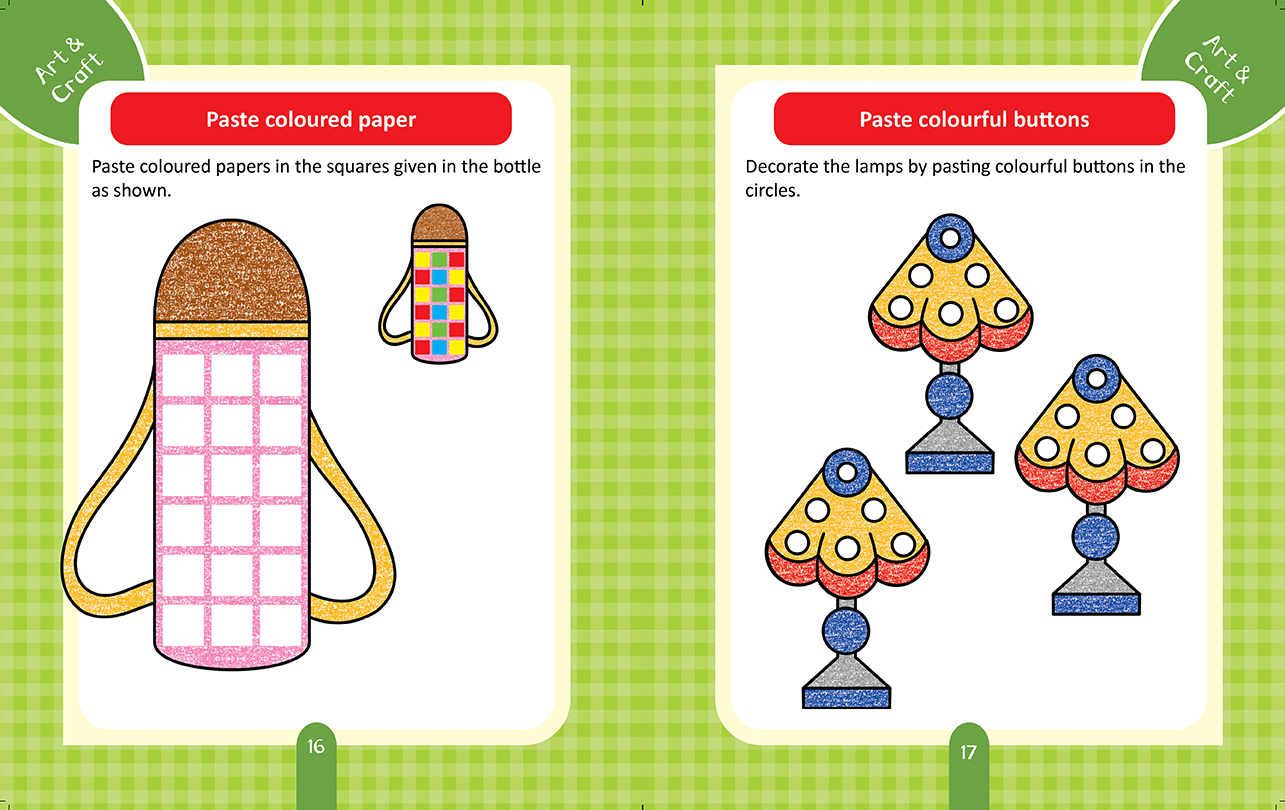 Art &
Craft
Paste coloured paper
Paste coloured papers in the squares given in the bottle
as shown.
16
Art &
Craft
Paste colourful buttons
Decorate the lamps by pasting colourful buttons in the
circles.
17